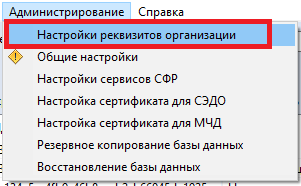 Администрирование Справка
Настройки реквизитов организации
Общие настройки
Настройки сервисов СФР
Настройки сертификата для СЭДО
Настройка сертификата для МЧД
Резервное копирование базы данных
Восстановление базы данных